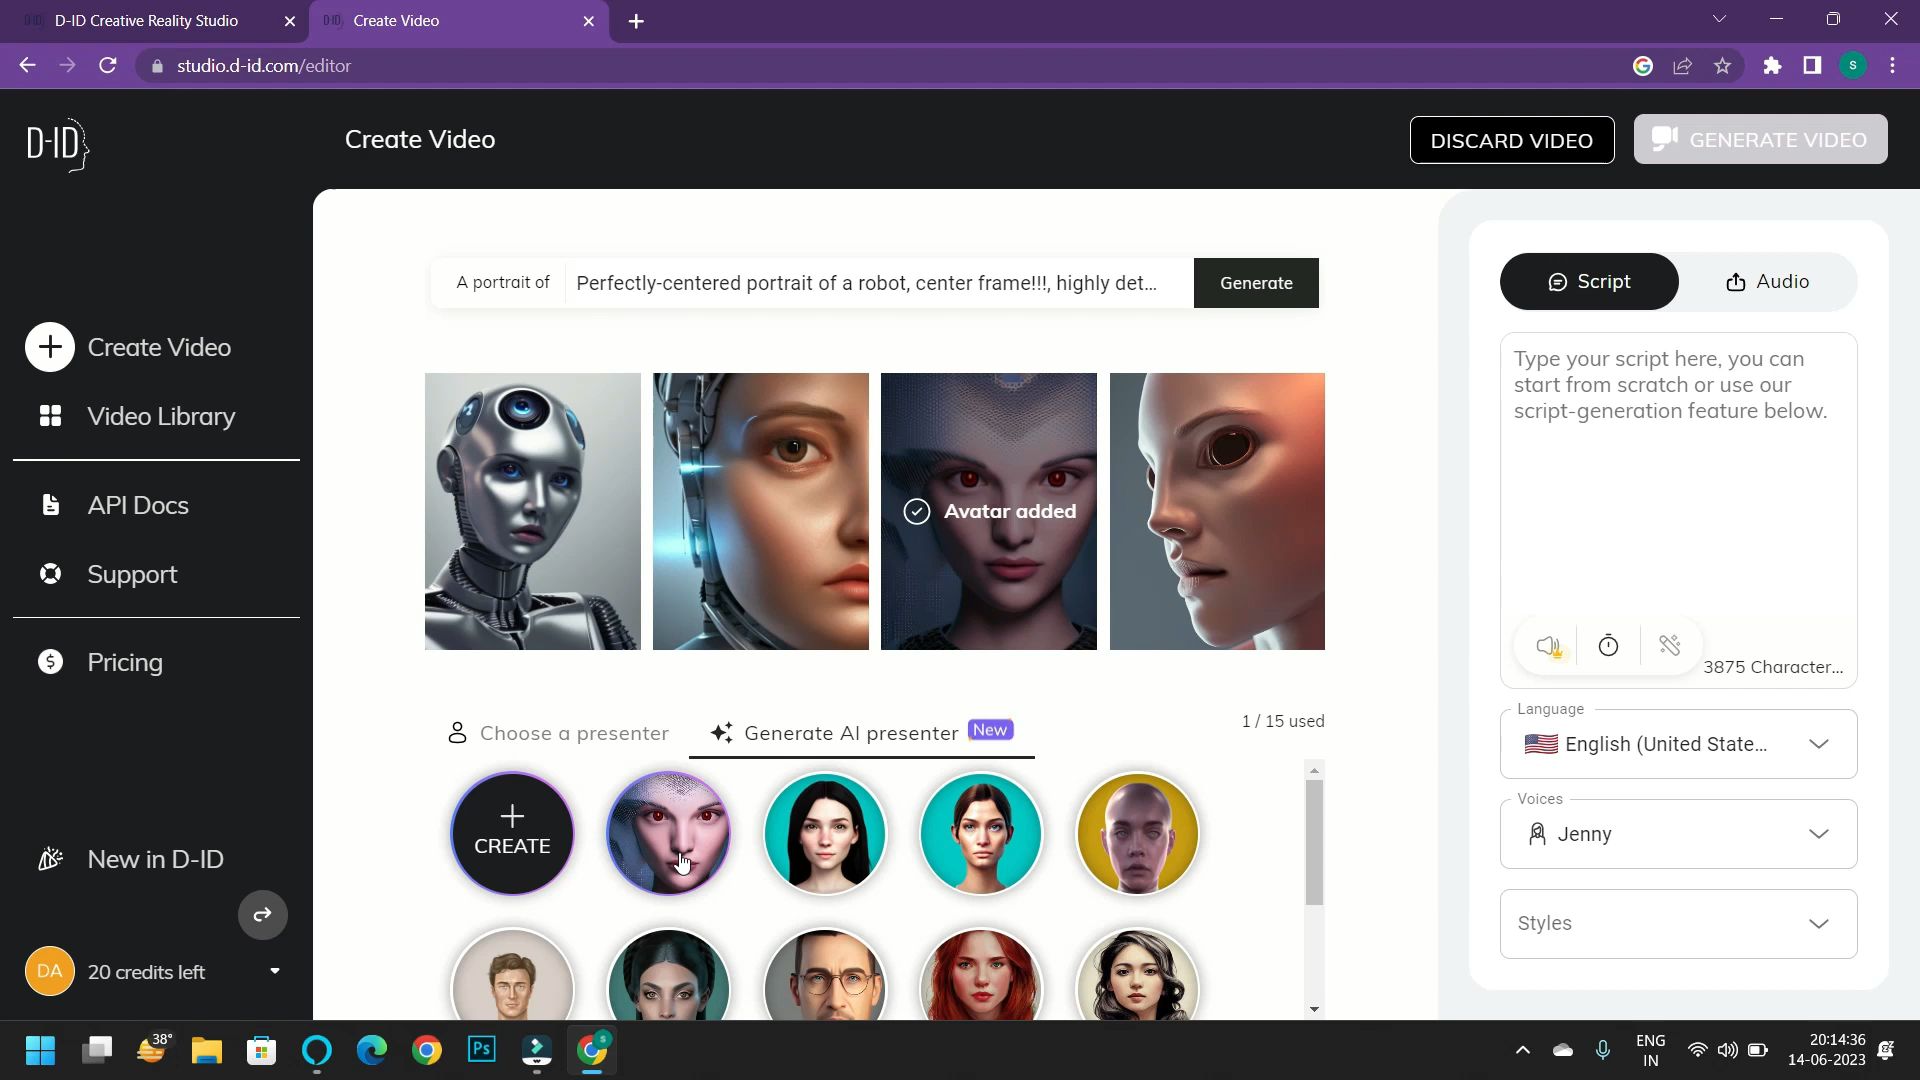 D-ID Creative Reality Studio
Create Video
studio.d-id.com/editor
S
D-ID
Create Video
DISCARD VIDEO
GENERATE VIDEO
A portrait of
Perfectly-centered portrait of a robot, center frame!!!, highly det...
Generate
Script
Audio
Create Video
Video Library
API Docs
Support
Pricing
Type your script here, you can
start from scratch or use our
script-generation feature below.
Avatar added
3875 Character...
Choose a presenter
Generate AI presenter
New
1 / 15 used
Language
English (United State...
CREATE
Voices
Jenny
Styles
New in D-ID
DA
20 credits left
38°
Ps
ENG
IN
20:14:36
14-06-2023